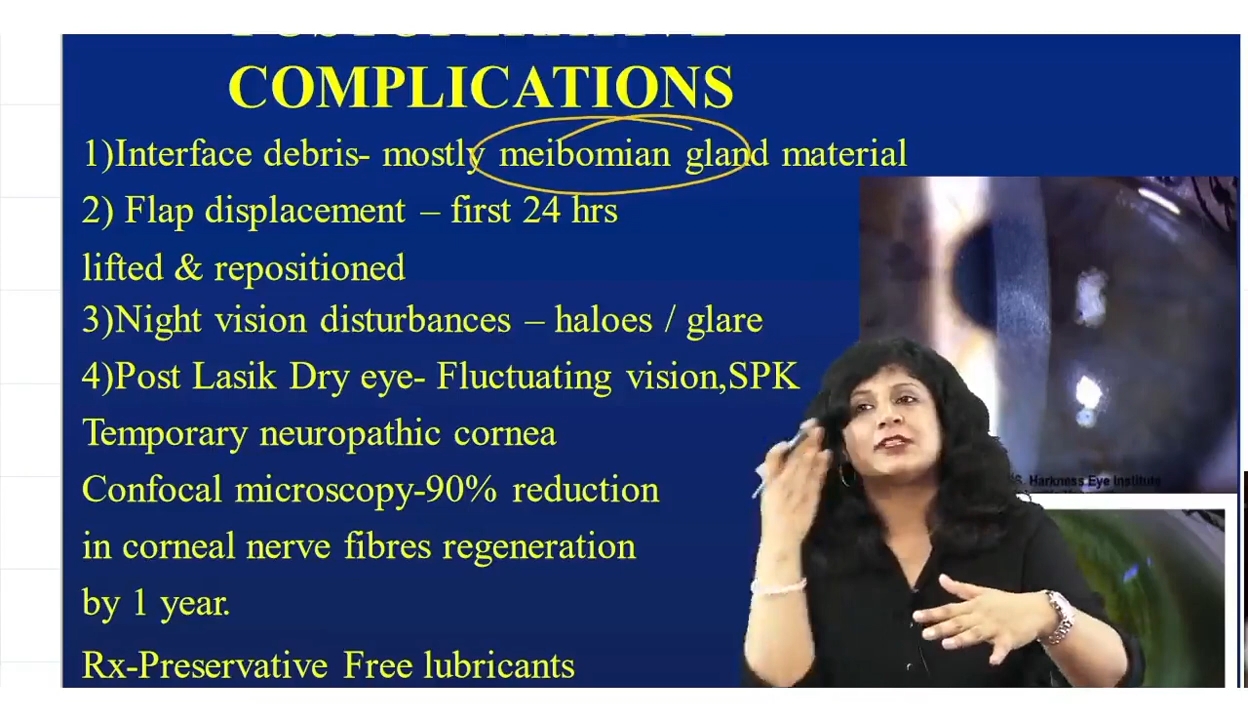 COMPLICATIONS
1)Interface debris- mostly meibomian gland material
2) Flap displacement – first 24 hrs
lifted & repositioned
3)Night vision disturbances – haloes / glare
4)Post Lasik Dry eye- Fluctuating vision,SPK
Temporary neuropathic cornea
Confocal microscopy-90% reduction
in corneal nerve fibres regeneration
by 1 year.
Rx-Preservative Free lubricants
Harkness Eye Institute